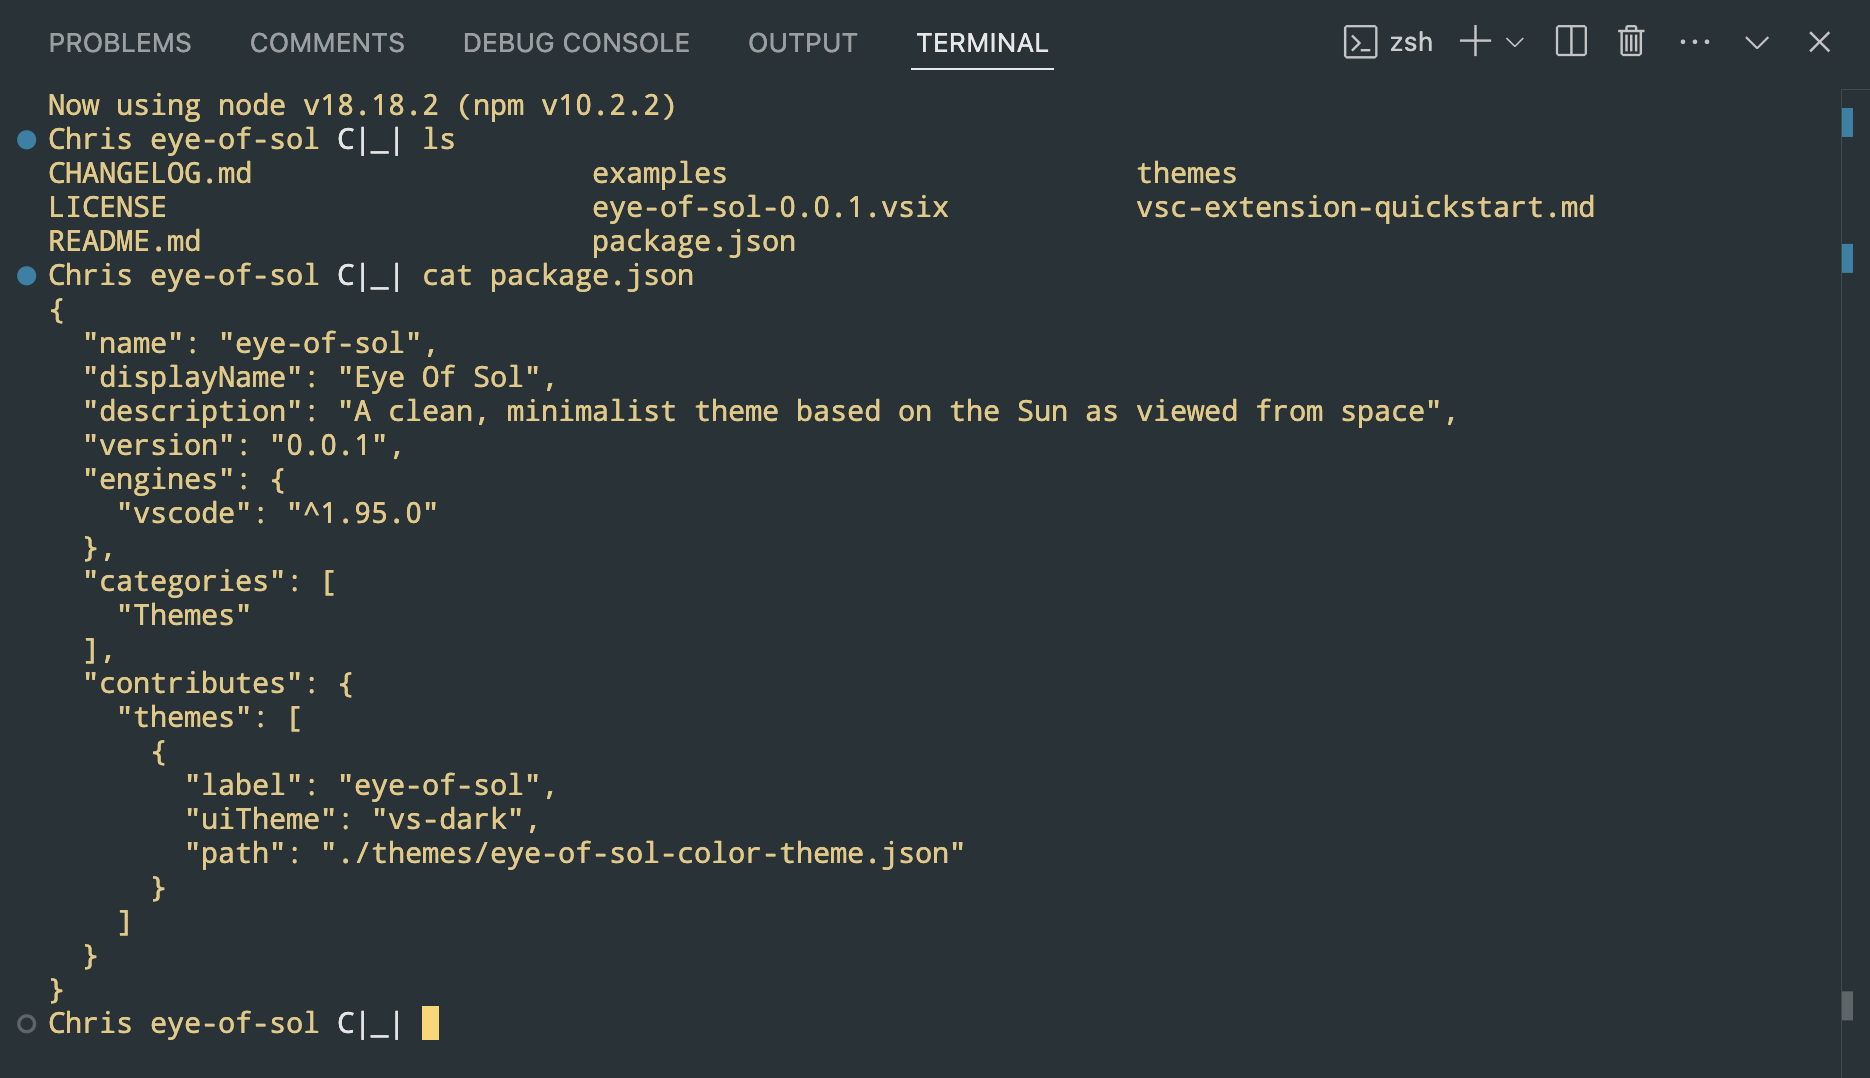 PROBLEMS COMMENTS DEBUG CONSOLE OUTPUT TERMINAL zsh
Now using node v18.18.2 (npm v10.2.2)
Chris eye-of-sol C|_| ls
CHANGELOG.md examples themes
LICENSE eye-of-sol-0.0.1.vsix vsc-extension-quickstart.md
README.md package.json
Chris eye-of-sol C|_| cat package.json
{
  "name": "eye-of-sol",
  "displayName": "Eye Of Sol",
  "description": "A clean, minimalist theme based on the Sun as viewed from space",
  "version": "0.0.1",
  "engines": {
    "vscode": "^1.95.0"
  },
  "categories": [
    "Themes"
  ],
  "contributes": {
    "themes": [
      {
        "label": "eye-of-sol",
        "uiTheme": "vs-dark",
        "path": "./themes/eye-of-sol-color-theme.json"
      }
    ]
  }
}
Chris eye-of-sol C|_|